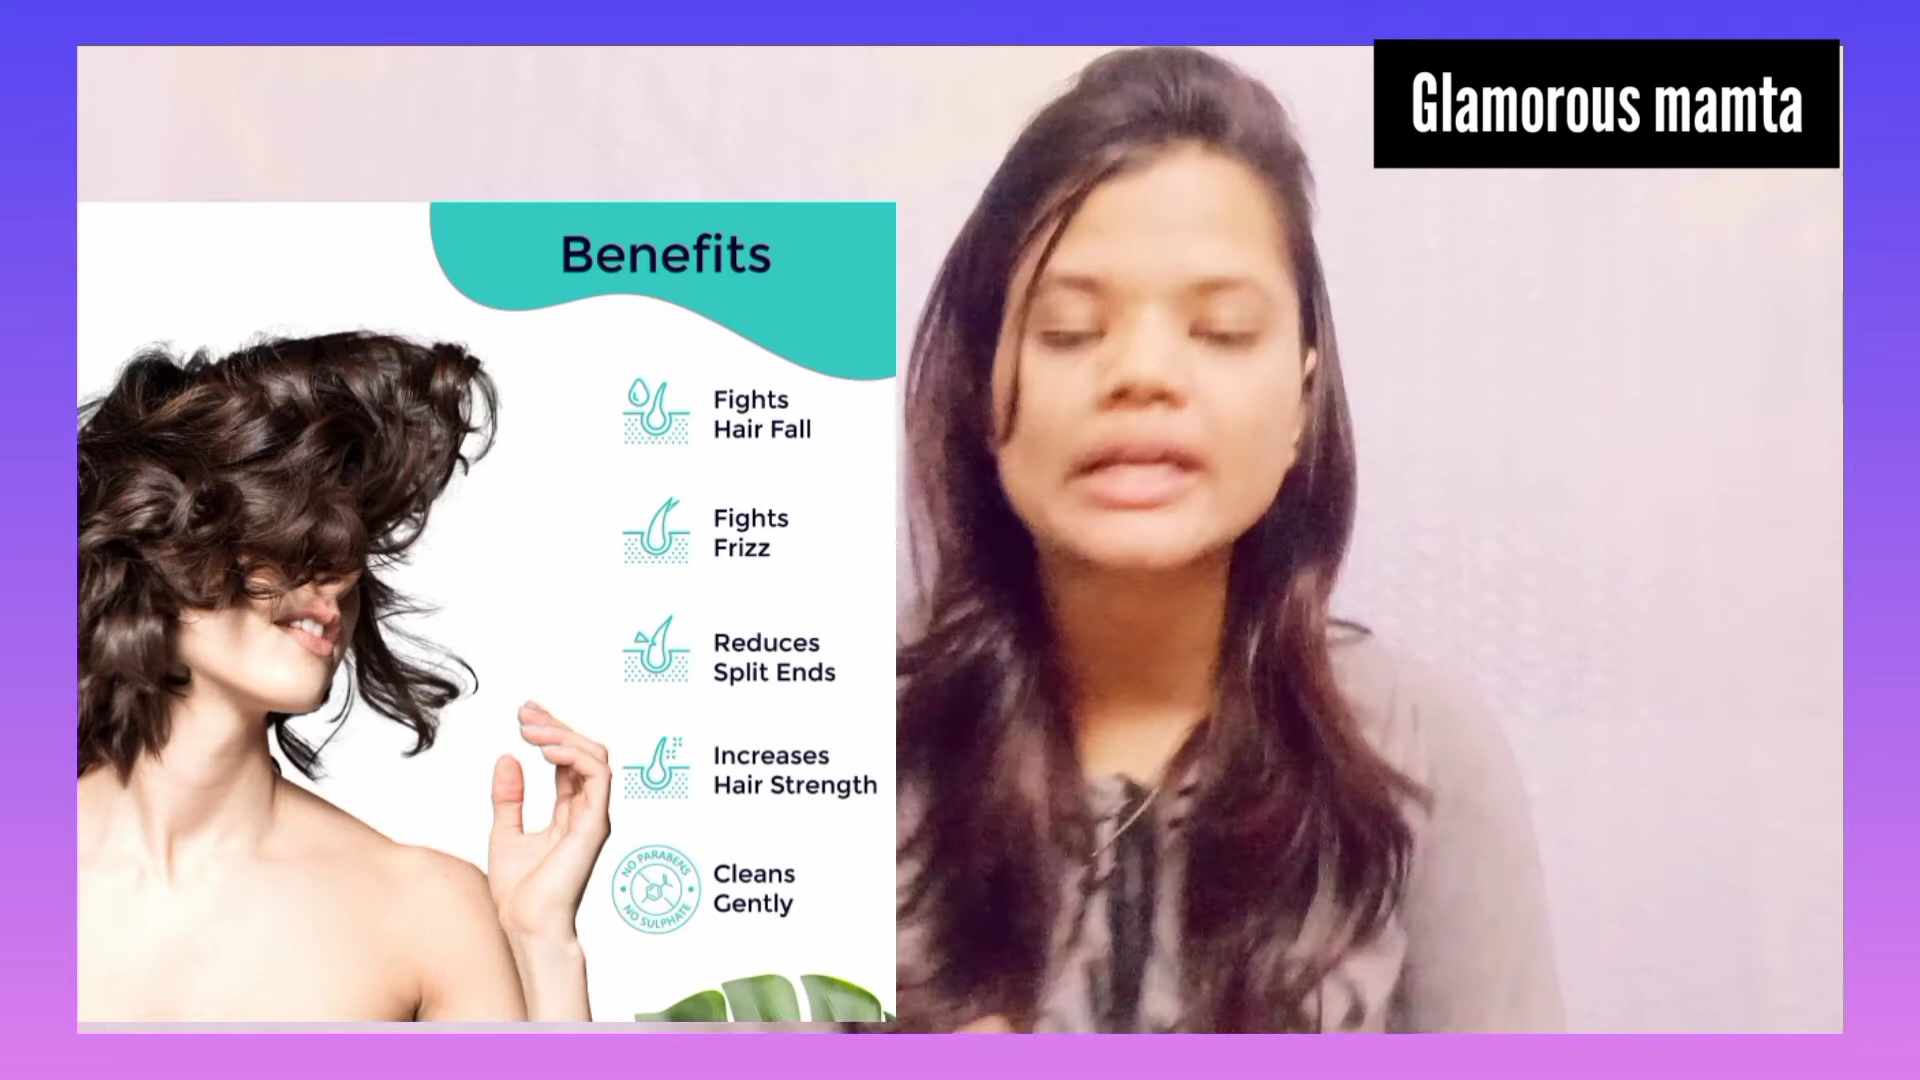 Glamorous mamta
Benefits
Fights
Hair Fall
Fights
Frizz
Reduces
Split Ends
Increases
Hair Strength
NO PARABENS
NO SULPHATE
Cleans
Gently